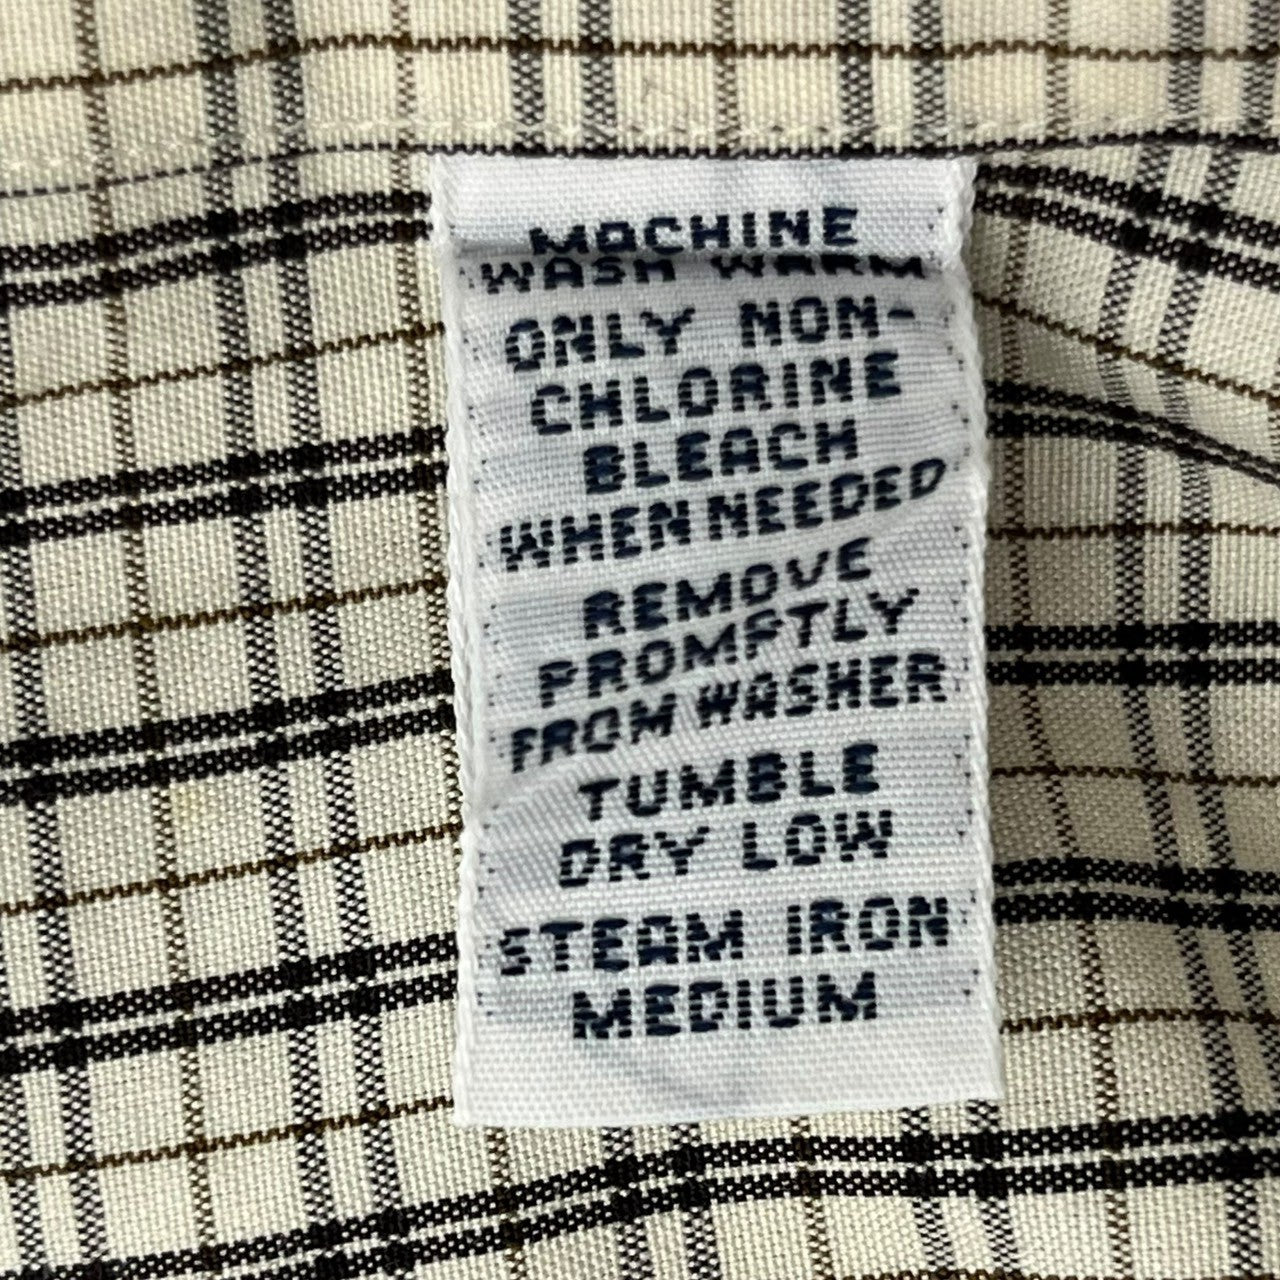 MACHINE
WASH WARM
ONLY NON-
CHLORINE
BLEACH
WHEN NEEDED
REMOVE
PROMPTLY
FROM WASHER
TUMBLE
DRY LOW
STEAM IRON
MEDIUM